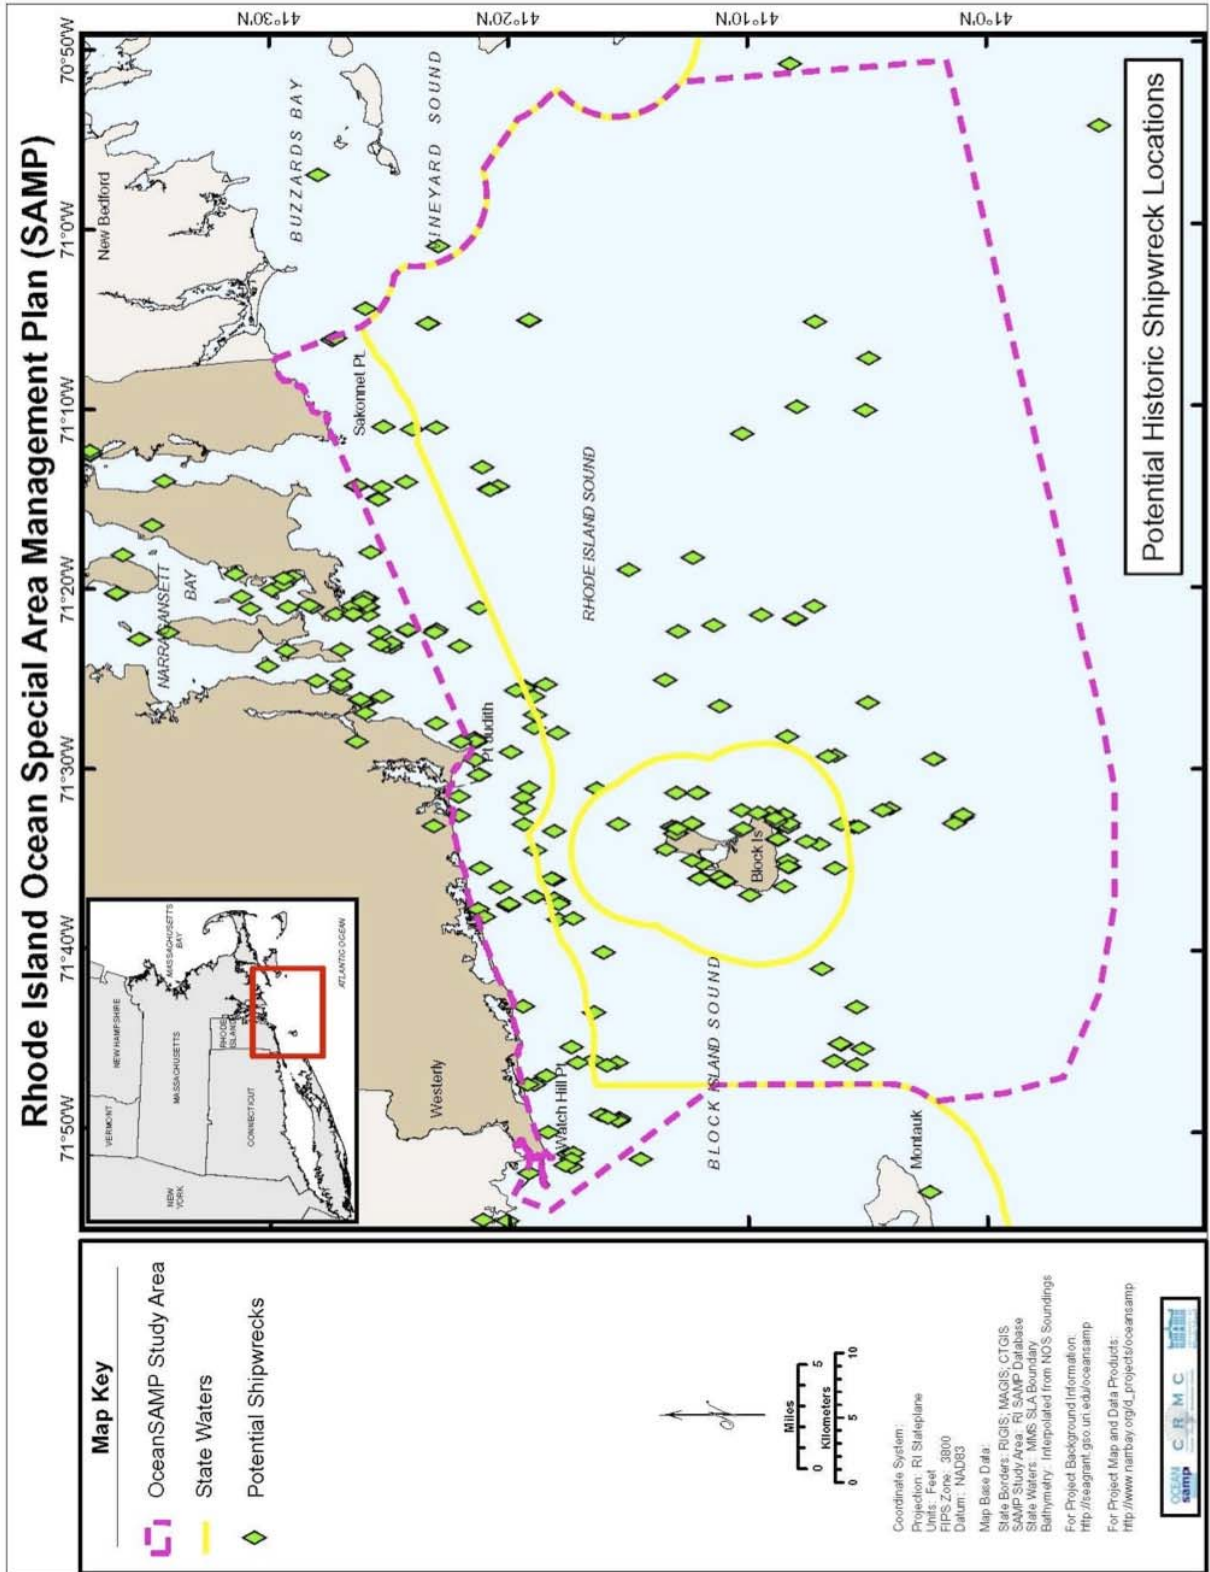 Rhode Island Ocean Special Area Management Plan (SAMP)
Map Key
OceanSAMP Study Area
State Waters
Potential Shipwrecks
Miles
0 5
Kilometers
0 5 10
Coordinate System:
Projection: RI Stateplane
Units: Feet
FIPS Zone: 3800
Datum: NAD83
Map Base Data:
State Borders: RIGIS; MAGIS; CTGIS
SAMP Study Area: RI SAMP Database
State Waters: MMS SLA Boundary
Bathymetry: Interpolated from NOS Soundings
For Project Background Information:
http://seagrant.gso.uri.edu/oceansamp
For Project Map and Data Products:
http://www.narrbay.org/d_projects/oceansamp
OCEAN
samp
C R M C
71°50'W 71°40'W 71°30'W 71°20'W 71°10'W 71°0'W 70°50'W
41°30'N
41°20'N
41°10'N
41°0'N
VERMONT
NEW HAMPSHIRE
NEW
YORK
MASSACHUSETTS
MASSACHUSETTS
BAY
CONNECTICUT
RHODE
ISLAND
ATLANTIC OCEAN
New Bedford
NARRAGANSETT
BAY
BUZZARDS BAY
Sakonnet Pt.
VINEYARD SOUND
Westerly
Pt Judith
Watch Hill Pt
RHODE ISLAND SOUND
BLOCK ISLAND SOUND
Block Is
Montauk
Potential Historic Shipwreck Locations